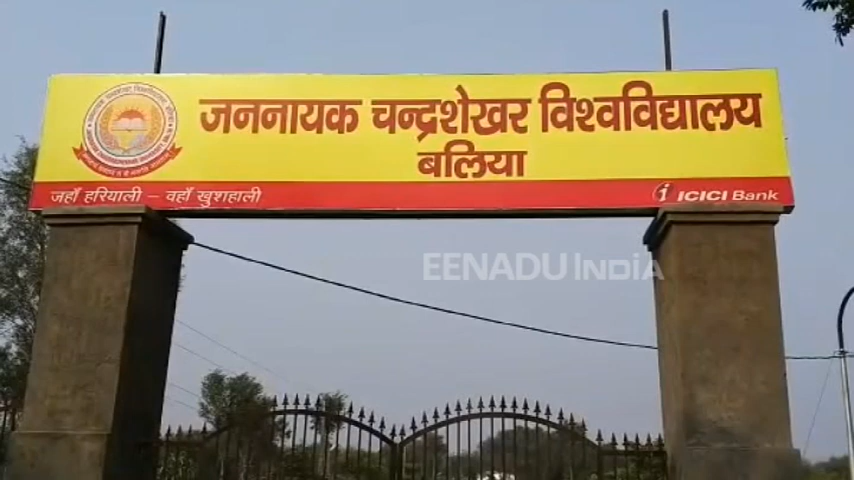 जननायक चन्द्रशेखर विश्वविद्यालय
बलिया
जहाँ हरियाली - वहाँ खुशहाली
ICICI Bank
EENADU INDIA